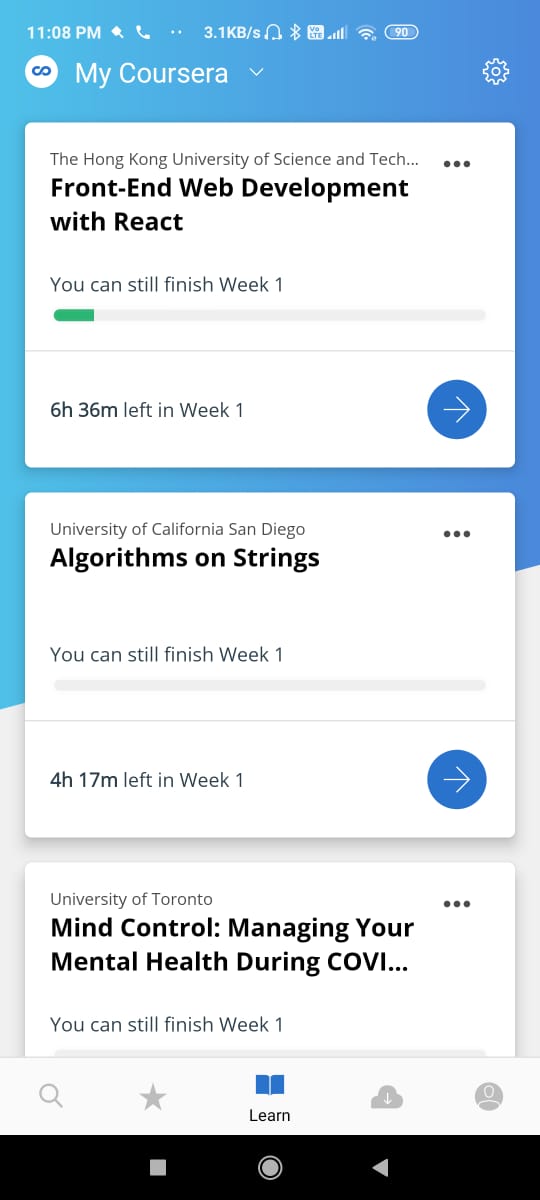 11:08 PM 3.1KB/s Vo LTE 90
My Coursera
The Hong Kong University of Science and Tech...
Front-End Web Development
with React
You can still finish Week 1
6h 36m left in Week 1
University of California San Diego
Algorithms on Strings
You can still finish Week 1
4h 17m left in Week 1
University of Toronto
Mind Control: Managing Your
Mental Health During COVI...
You can still finish Week 1
Learn